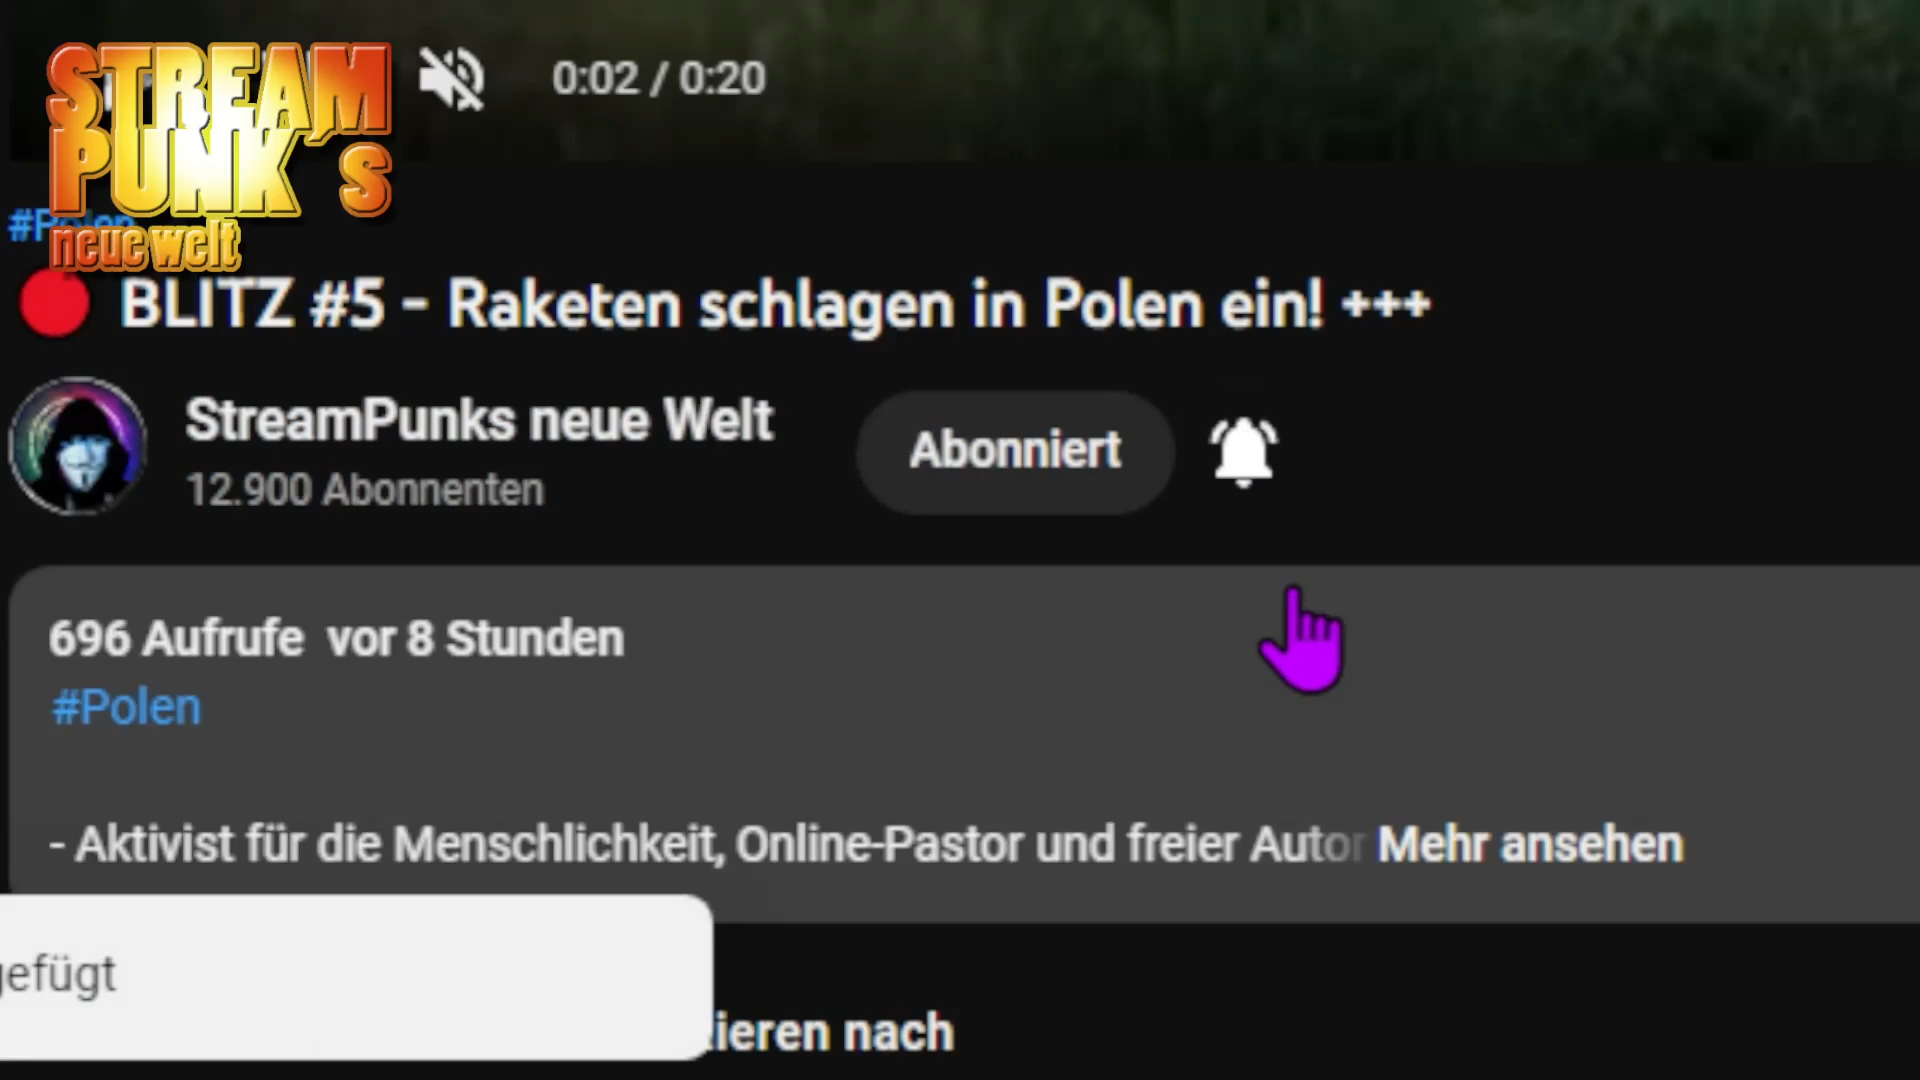 STREAM
PUNK´s
neue welt
0:02 / 0:20
#Polen
BLITZ #5 - Raketen schlagen in Polen ein! +++
StreamPunks neue Welt
12.900 Abonnenten
Abonniert
696 Aufrufe vor 8 Stunden
#Polen
- Aktivist für die Menschlichkeit, Online-Pastor und freier Autor Mehr ansehen
gefügt
ieren nach